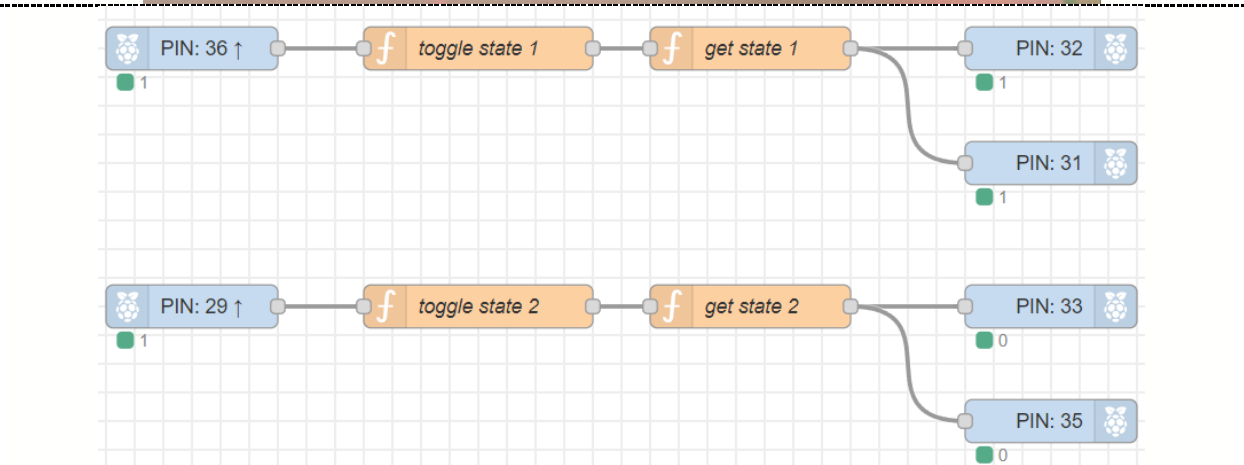 PIN: 36 ↑ toggle state 1 get state 1 PIN: 32
1 1
PIN: 31
1
PIN: 29 ↑ toggle state 2 get state 2 PIN: 33
1 0
PIN: 35
0